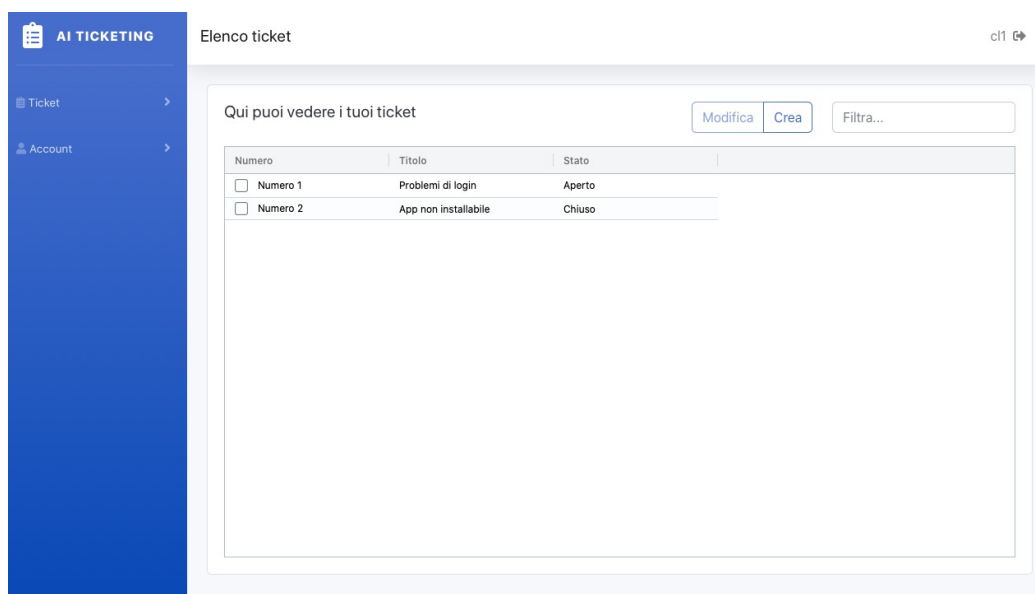 AI TICKETING
Elenco ticket
cl1
Ticket
Account
Qui puoi vedere i tuoi ticket
Modifica Crea Filtra...
Numero Titolo Stato
Numero 1 Problemi di login Aperto
Numero 2 App non installabile Chiuso